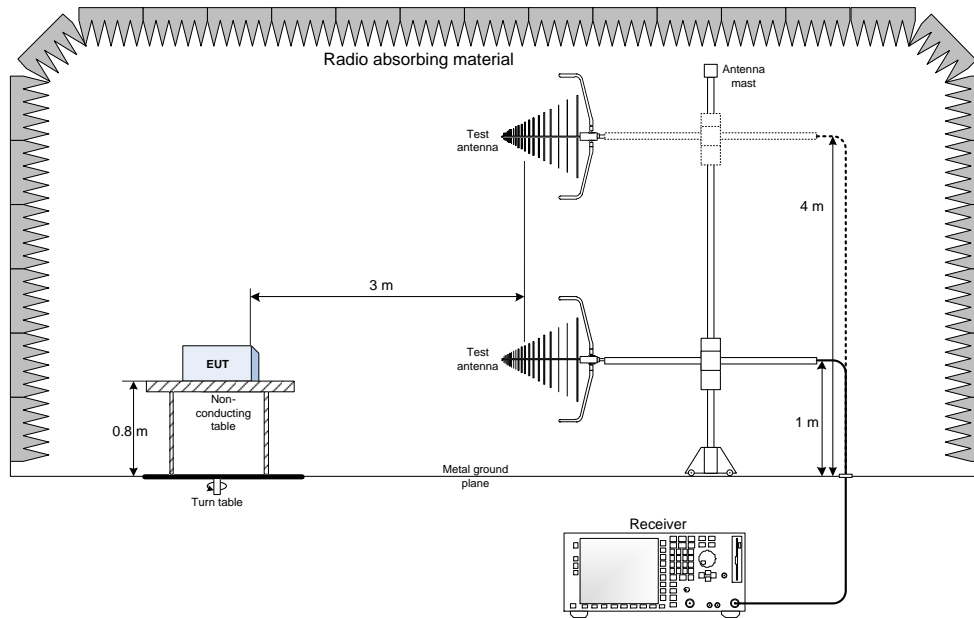 Radio absorbing material
Antenna
mast
Test
antenna
4 m
3 m
EUT
Test
antenna
Non-
conducting
table
0.8 m
1 m
Metal ground
plane
Turn table
Receiver